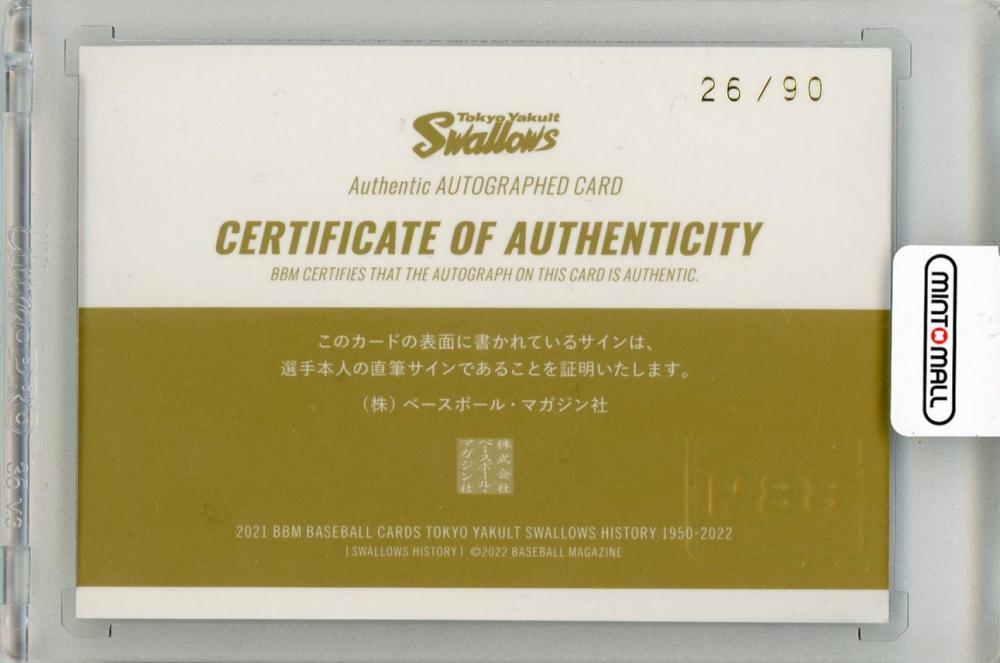 26/90
Tokyo Yakult
Swallows
Authentic AUTOGRAPHED CARD
CERTIFICATE OF AUTHENTICITY
BBM CERTIFIES THAT THE AUTOGRAPH ON THIS CARD IS AUTHENTIC.
このカードの表面に書かれているサインは、
選手本人の直筆サインであることを証明いたします。
（株）ベースボール・マガジン社
株式会社
ベースボール・
マガジン社
2021 BBM BASEBALL CARDS TOKYO YAKULT SWALLOWS HISTORY 1950-2022
[SWALLOWS HISTORY] ©2022 BASEBALL MAGAZINE
MINTMALL